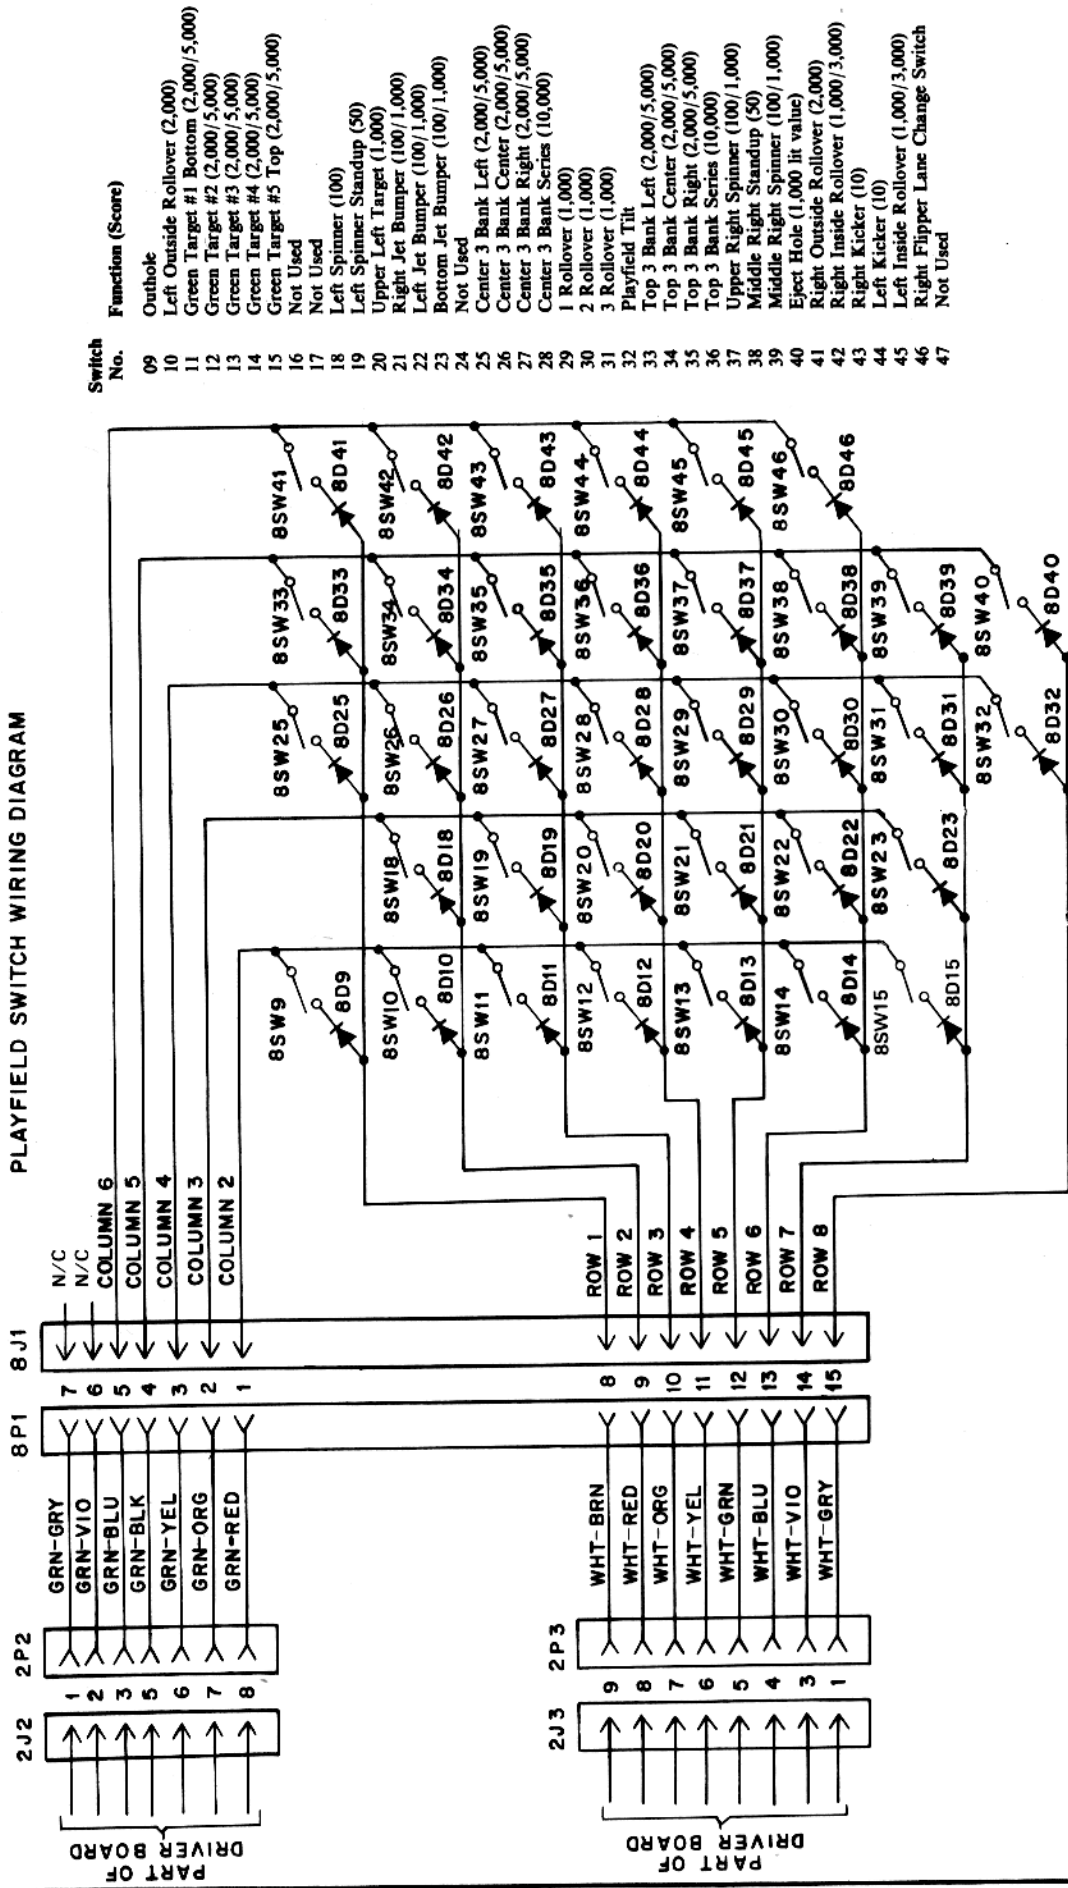 PLAYFIELD SWITCH WIRING DIAGRAM
2J2
2P2
8P1
8J1
PART OF
DRIVER BOARD
1
2
3
5
6
7
8
GRN-GRY
GRN-VIO
GRN-BLU
GRN-BLK
GRN-YEL
GRN-ORG
GRN-RED
7
6
5
4
3
2
1
N/C
N/C
COLUMN 6
COLUMN 5
COLUMN 4
COLUMN 3
COLUMN 2
2J3
2P3
PART OF
DRIVER BOARD
9
8
7
6
5
4
3
1
WHT-BRN
WHT-RED
WHT-ORG
WHT-YEL
WHT-GRN
WHT-BLU
WHT-VIO
WHT-GRY
8
9
10
11
12
13
14
15
ROW 1
ROW 2
ROW 3
ROW 4
ROW 5
ROW 6
ROW 7
ROW 8
8SW9
8D9
8SW25
8D25
8SW33
8D33
8SW41
8D41
8SW10
8D10
8SW18
8D18
8SW26
8D26
8SW34
8D34
8SW42
8D42
8SW11
8D11
8SW19
8D19
8SW27
8D27
8SW35
8D35
8SW43
8D43
8SW12
8D12
8SW20
8D20
8SW28
8D28
8SW36
8D36
8SW44
8D44
8SW13
8D13
8SW21
8D21
8SW29
8D29
8SW37
8D37
8SW45
8D45
8SW14
8D14
8SW22
8D22
8SW30
8D30
8SW38
8D38
8SW46
8D46
8SW15
8D15
8SW23
8D23
8SW31
8D31
8SW39
8D39
8SW32
8D32
8SW40
8D40
Switch
No. Function (Score)
09 Outhole
10 Left Outside Rollover (2,000)
11 Green Target #1 Bottom (2,000/5,000)
12 Green Target #2 (2,000/5,000)
13 Green Target #3 (2,000/5,000)
14 Green Target #4 (2,000/5,000)
15 Green Target #5 Top (2,000/5,000)
16 Not Used
17 Not Used
18 Left Spinner (100)
19 Left Spinner Standup (50)
20 Upper Left Target (1,000)
21 Right Jet Bumper (100/1,000)
22 Left Jet Bumper (100/1,000)
23 Bottom Jet Bumper (100/1,000)
24 Not Used
25 Center 3 Bank Left (2,000/5,000)
26 Center 3 Bank Center (2,000/5,000)
27 Center 3 Bank Right (2,000/5,000)
28 Center 3 Bank Series (10,000)
29 1 Rollover (1,000)
30 2 Rollover (1,000)
31 3 Rollover (1,000)
32 Playfield Tilt
33 Top 3 Bank Left (2,000/5,000)
34 Top 3 Bank Center (2,000/5,000)
35 Top 3 Bank Right (2,000/5,000)
36 Top 3 Bank Series (10,000)
37 Upper Right Spinner (100/1,000)
38 Middle Right Standup (50)
39 Middle Right Spinner (100/1,000)
40 Eject Hole (1,000 lit value)
41 Right Outside Rollover (2,000)
42 Right Inside Rollover (1,000/3,000)
43 Right Kicker (10)
44 Left Kicker (10)
45 Left Inside Rollover (1,000/3,000)
46 Right Flipper Lane Change Switch
47 Not Used